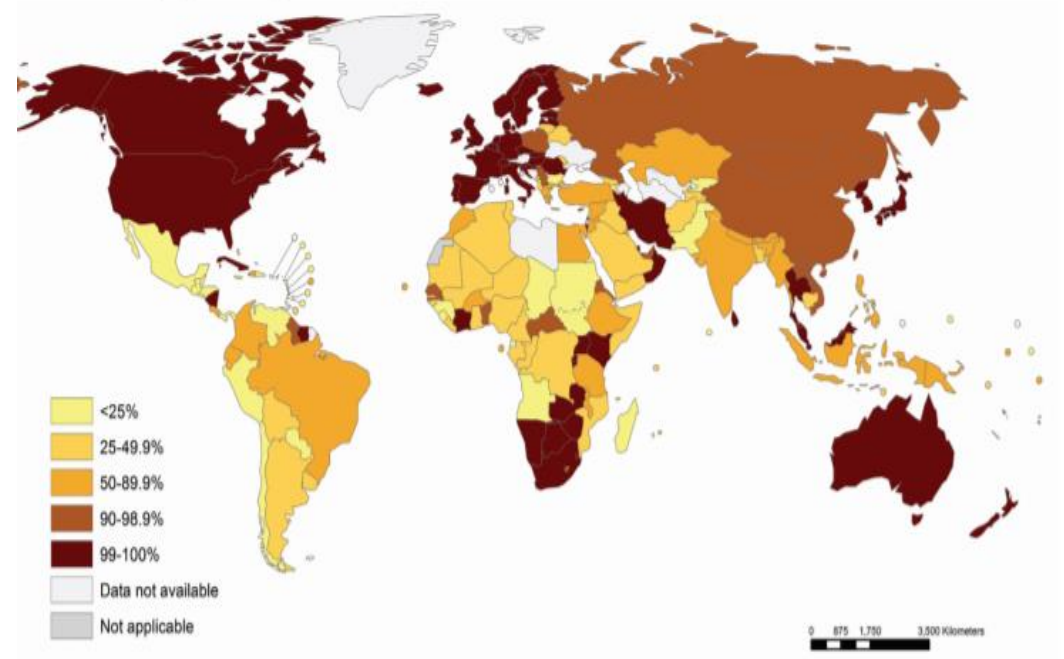 <25%
25-49.9%
50-89.9%
90-98.9%
99-100%
Data not available
Not applicable
0 875 1,750 3,500 Kilometers